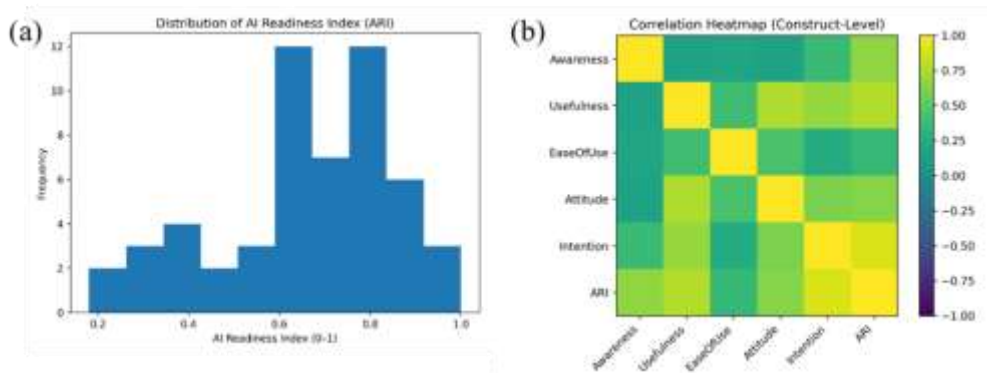 (a)
Distribution of AI Readiness Index (ARI)
12
10
8
6
4
2
0
Frequency
0.2 0.4 0.6 0.8 1.0
AI Readiness Index (0-1)
(b)
Correlation Heatmap (Construct-Level)
Awareness
Usefulness
EaseOfUse
Attitude
Intention
ARI
Awareness Usefulness EaseOfUse Attitude Intention ARI
1.00
0.75
0.50
0.25
0.00
−0.25
−0.50
−0.75
−1.00